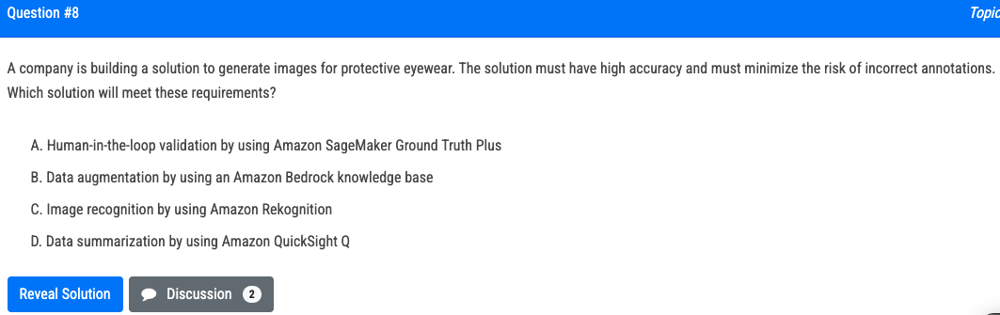 Question #8
Topic
A company is building a solution to generate images for protective eyewear. The solution must have high accuracy and must minimize the risk of incorrect annotations.
Which solution will meet these requirements?
A. Human-in-the-loop validation by using Amazon SageMaker Ground Truth Plus
B. Data augmentation by using an Amazon Bedrock knowledge base
C. Image recognition by using Amazon Rekognition
D. Data summarization by using Amazon QuickSight Q
Reveal Solution
Discussion 2